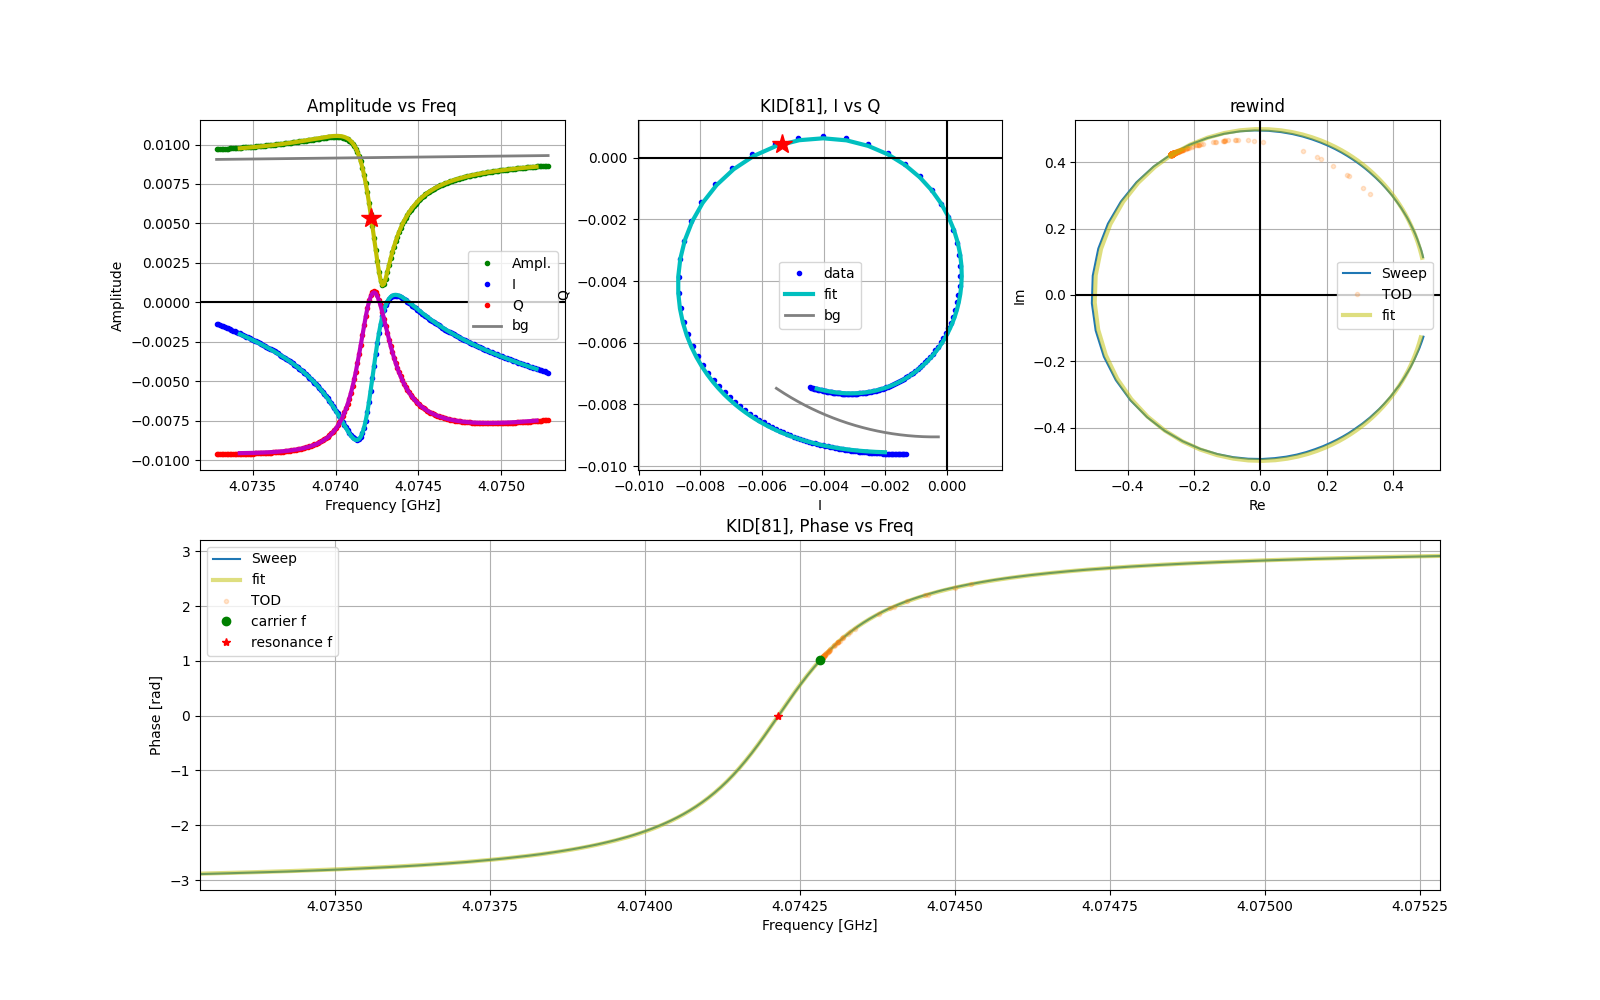 Amplitude vs Freq
Amplitude
0.0100
0.0075
0.0050
0.0025
0.0000
−0.0025
−0.0050
−0.0075
−0.0100
Ampl.
I
Q
bg
4.0735 4.0740 4.0745 4.0750
Frequency [GHz]
KID[81], I vs Q
Q
0.000
−0.002
−0.004
−0.006
−0.008
−0.010
data
fit
bg
−0.010 −0.008 −0.006 −0.004 −0.002 0.000
I
rewind
Im
0.4
0.2
0.0
−0.2
−0.4
Sweep
TOD
fit
−0.4 −0.2 0.0 0.2 0.4
Re
KID[81], Phase vs Freq
Phase [rad]
3
2
1
0
−1
−2
−3
Sweep
fit
TOD
carrier f
resonance f
4.07350 4.07375 4.07400 4.07425 4.07450 4.07475 4.07500 4.07525
Frequency [GHz]